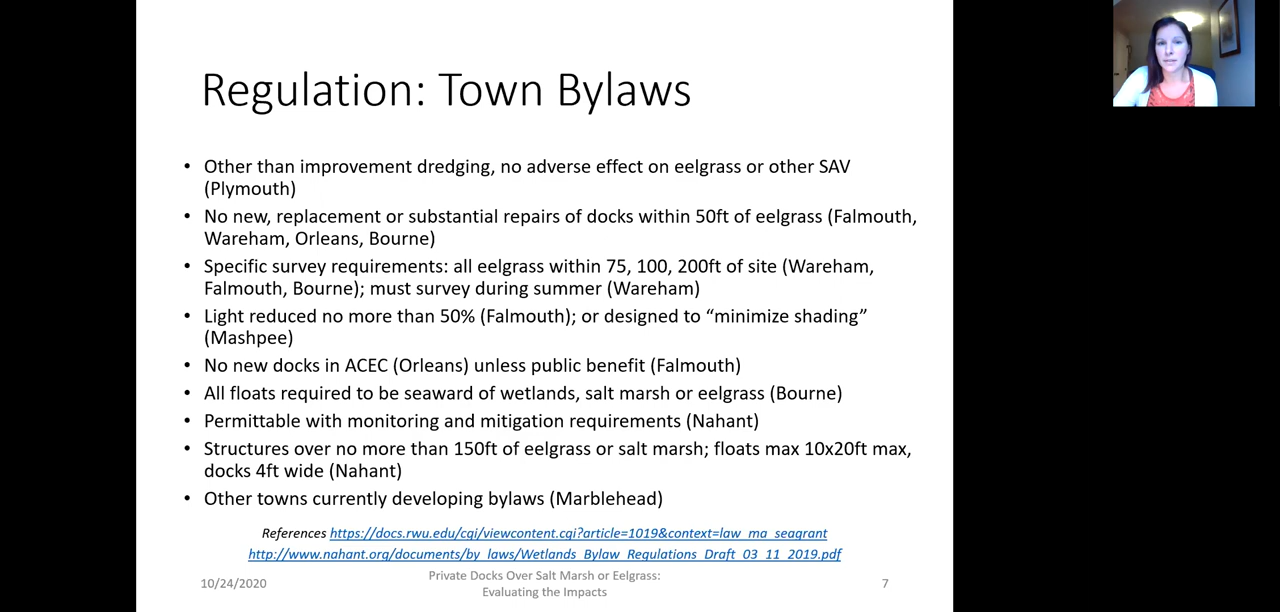 Regulation: Town Bylaws
• Other than improvement dredging, no adverse effect on eelgrass or other SAV
(Plymouth)
• No new, replacement or substantial repairs of docks within 50ft of eelgrass (Falmouth,
Wareham, Orleans, Bourne)
• Specific survey requirements: all eelgrass within 75, 100, 200ft of site (Wareham,
Falmouth, Bourne); must survey during summer (Wareham)
• Light reduced no more than 50% (Falmouth); or designed to “minimize shading”
(Mashpee)
• No new docks in ACEC (Orleans) unless public benefit (Falmouth)
• All floats required to be seaward of wetlands, salt marsh or eelgrass (Bourne)
• Permittable with monitoring and mitigation requirements (Nahant)
• Structures over no more than 150ft of eelgrass or salt marsh; floats max 10x20ft max,
docks 4ft wide (Nahant)
• Other towns currently developing bylaws (Marblehead)
References https://docs.rwu.edu/cgi/viewcontent.cgi?article=1019&context=law_ma_seagrant
http://www.nahant.org/documents/by_laws/Wetlands_Bylaw_Regulations_Draft_03_11_2019.pdf
10/24/2020
Private Docks Over Salt Marsh or Eelgrass:
Evaluating the Impacts
7